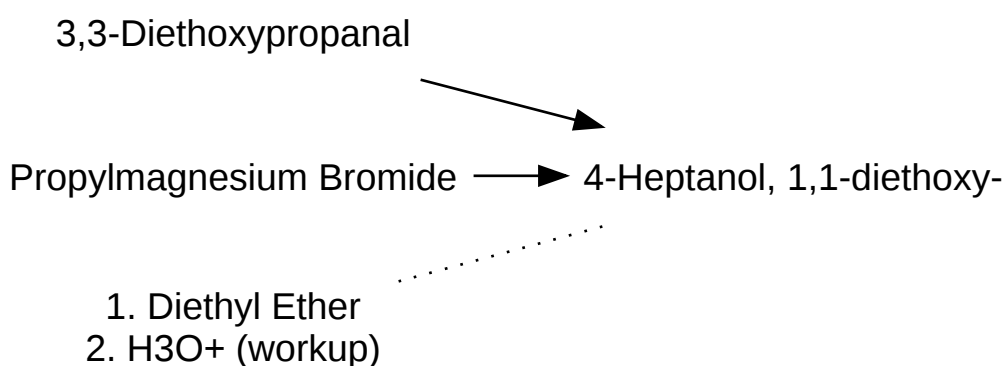 3,3-Diethoxypropanal
Propylmagnesium Bromide
4-Heptanol, 1,1-diethoxy-
1. Diethyl Ether
2. H3O+ (workup)